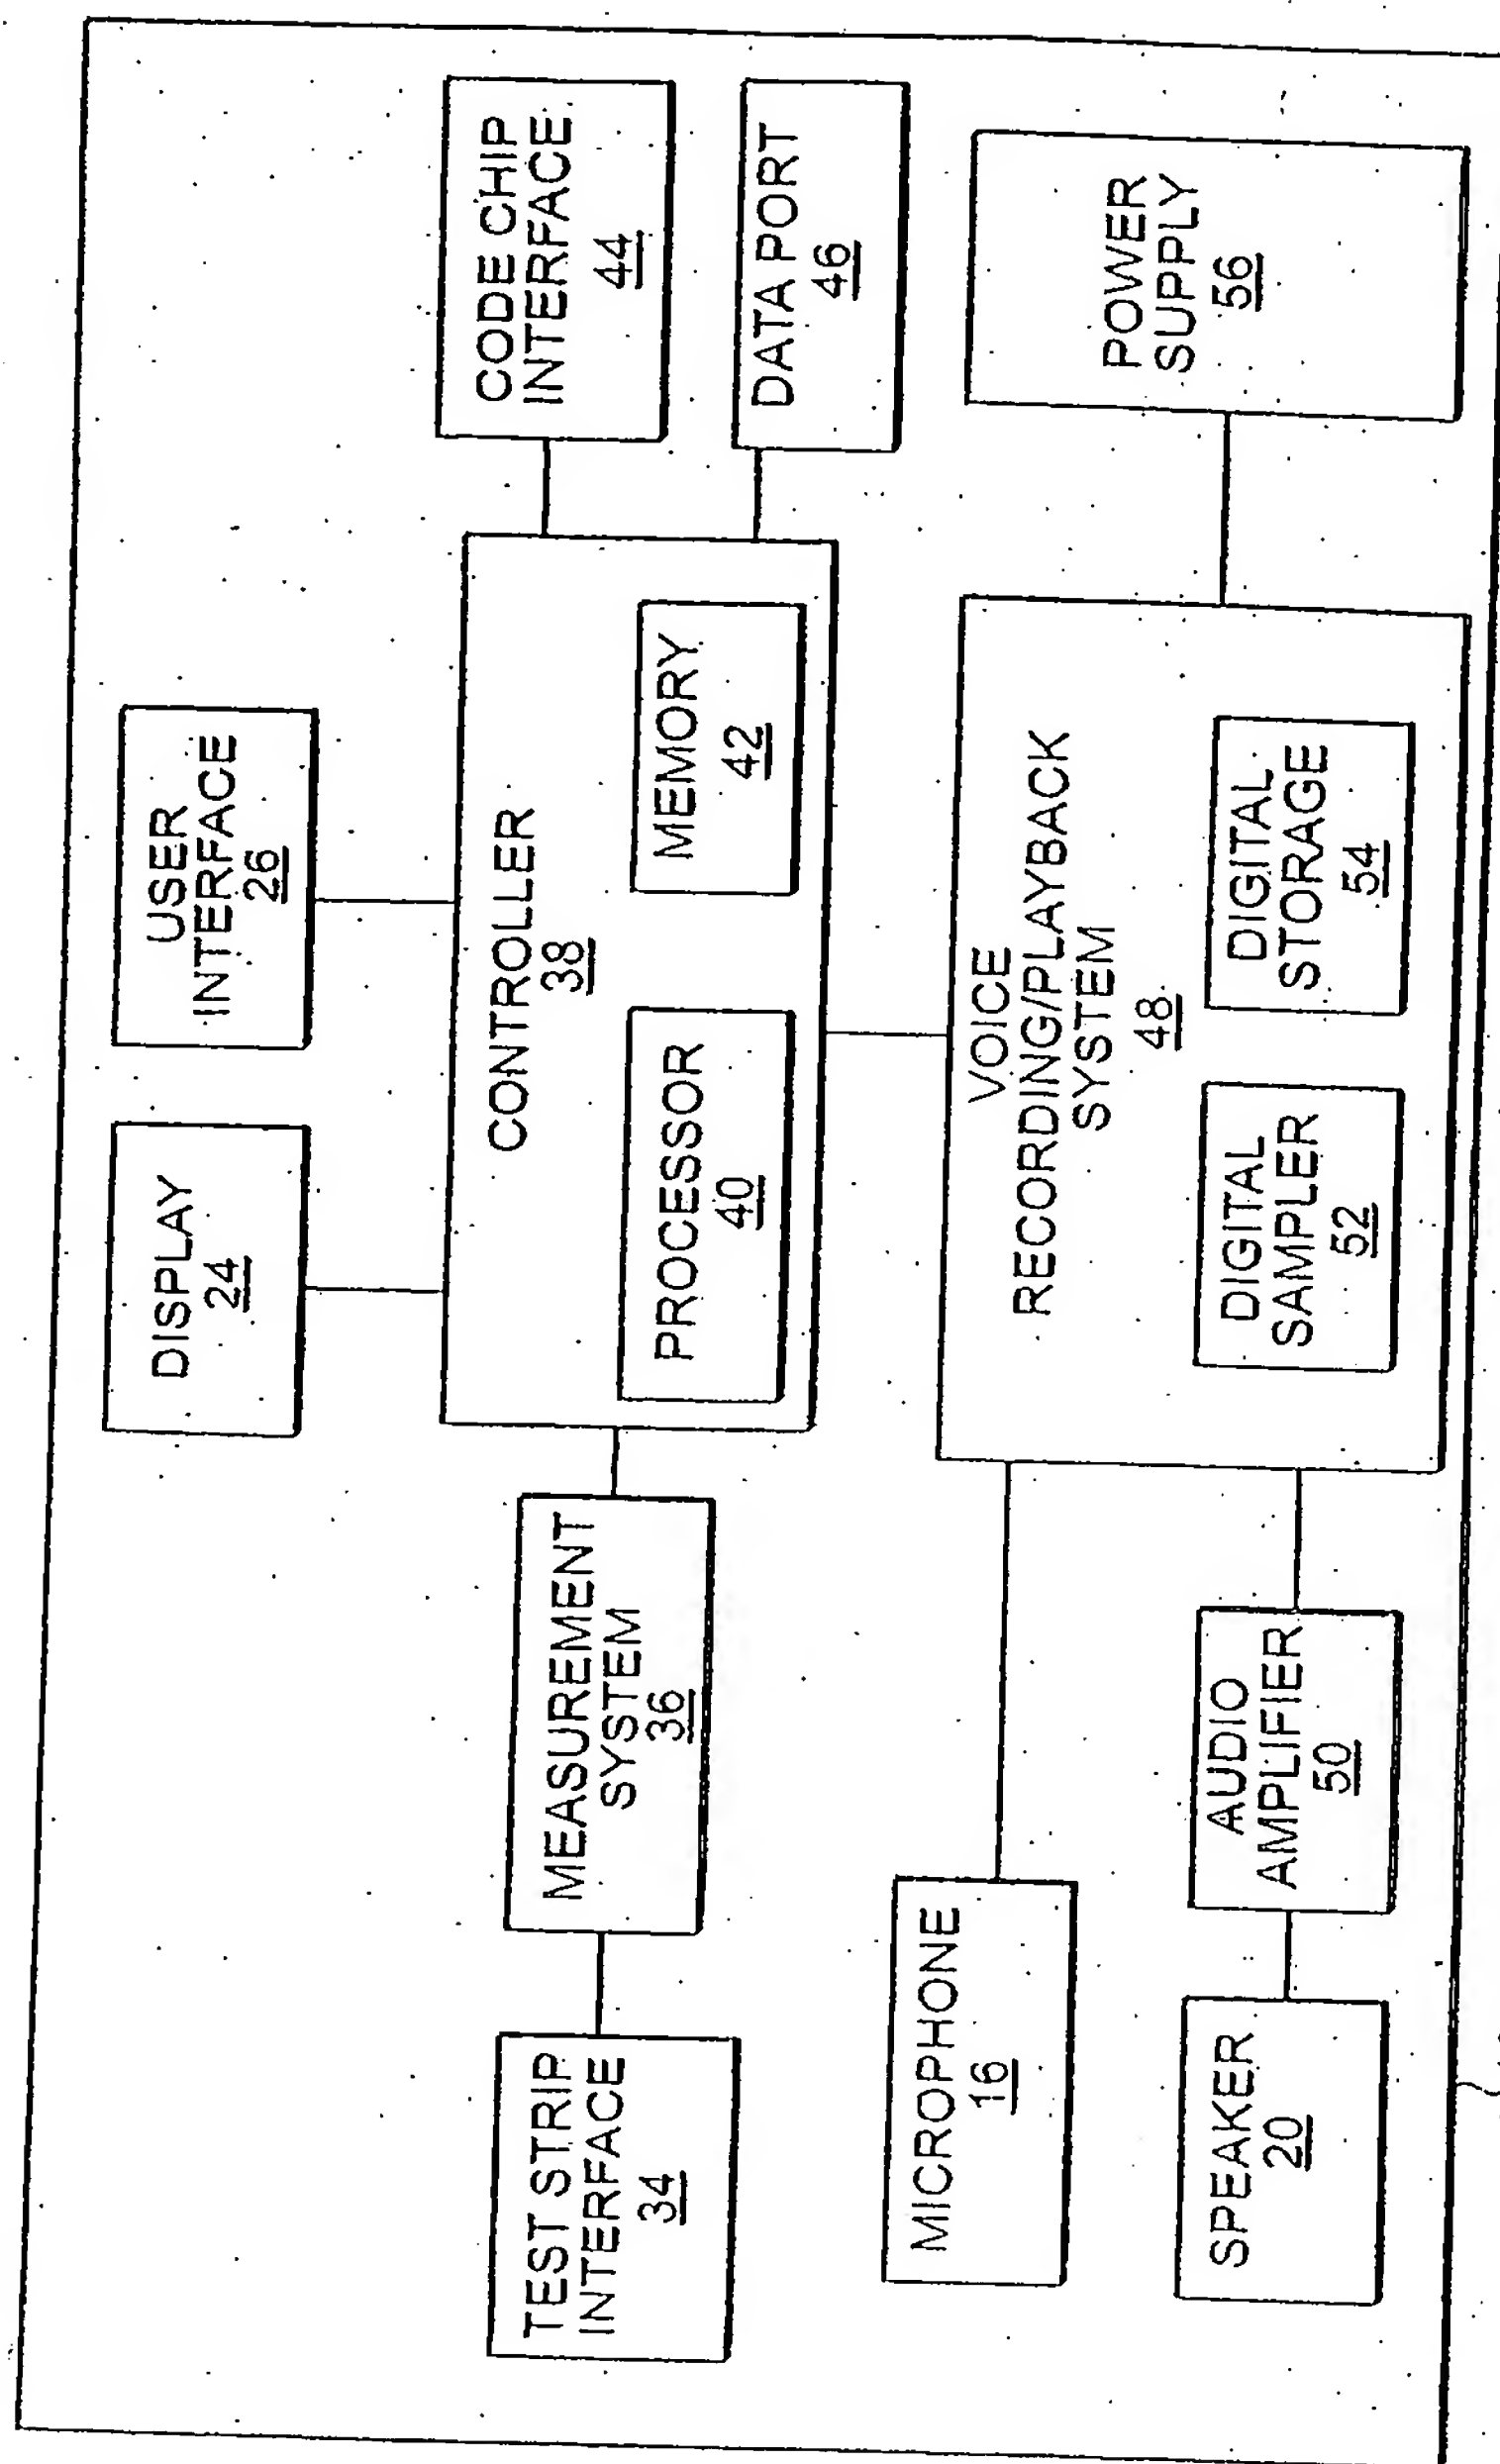 DISPLAY
24
USER
INTERFACE
26
TEST STRIP
INTERFACE
34
MEASUREMENT
SYSTEM
36
CONTROLLER
38
PROCESSOR
40
MEMORY
42
CODE CHIP
INTERFACE
44
DATA PORT
46
MICROPHONE
16
SPEAKER
20
AUDIO
AMPLIFIER
50
VOICE
RECORDING/PLAYBACK
SYSTEM
48
DIGITAL
SAMPLER
52
DIGITAL
STORAGE
54
POWER
SUPPLY
56